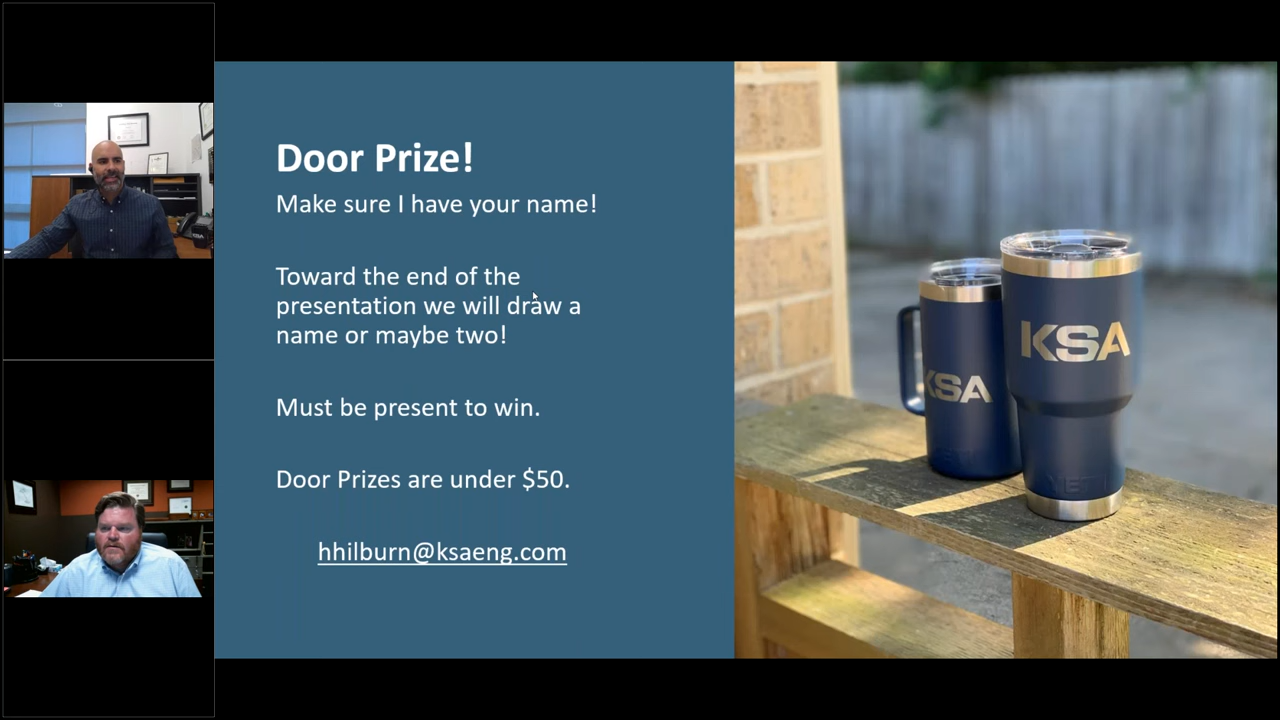 Door Prize!
Make sure I have your name!
Toward the end of the
presentation we will draw a
name or maybe two!
Must be present to win.
Door Prizes are under $50.
hhilburn@ksaeng.com
KSA
KSA
YETI